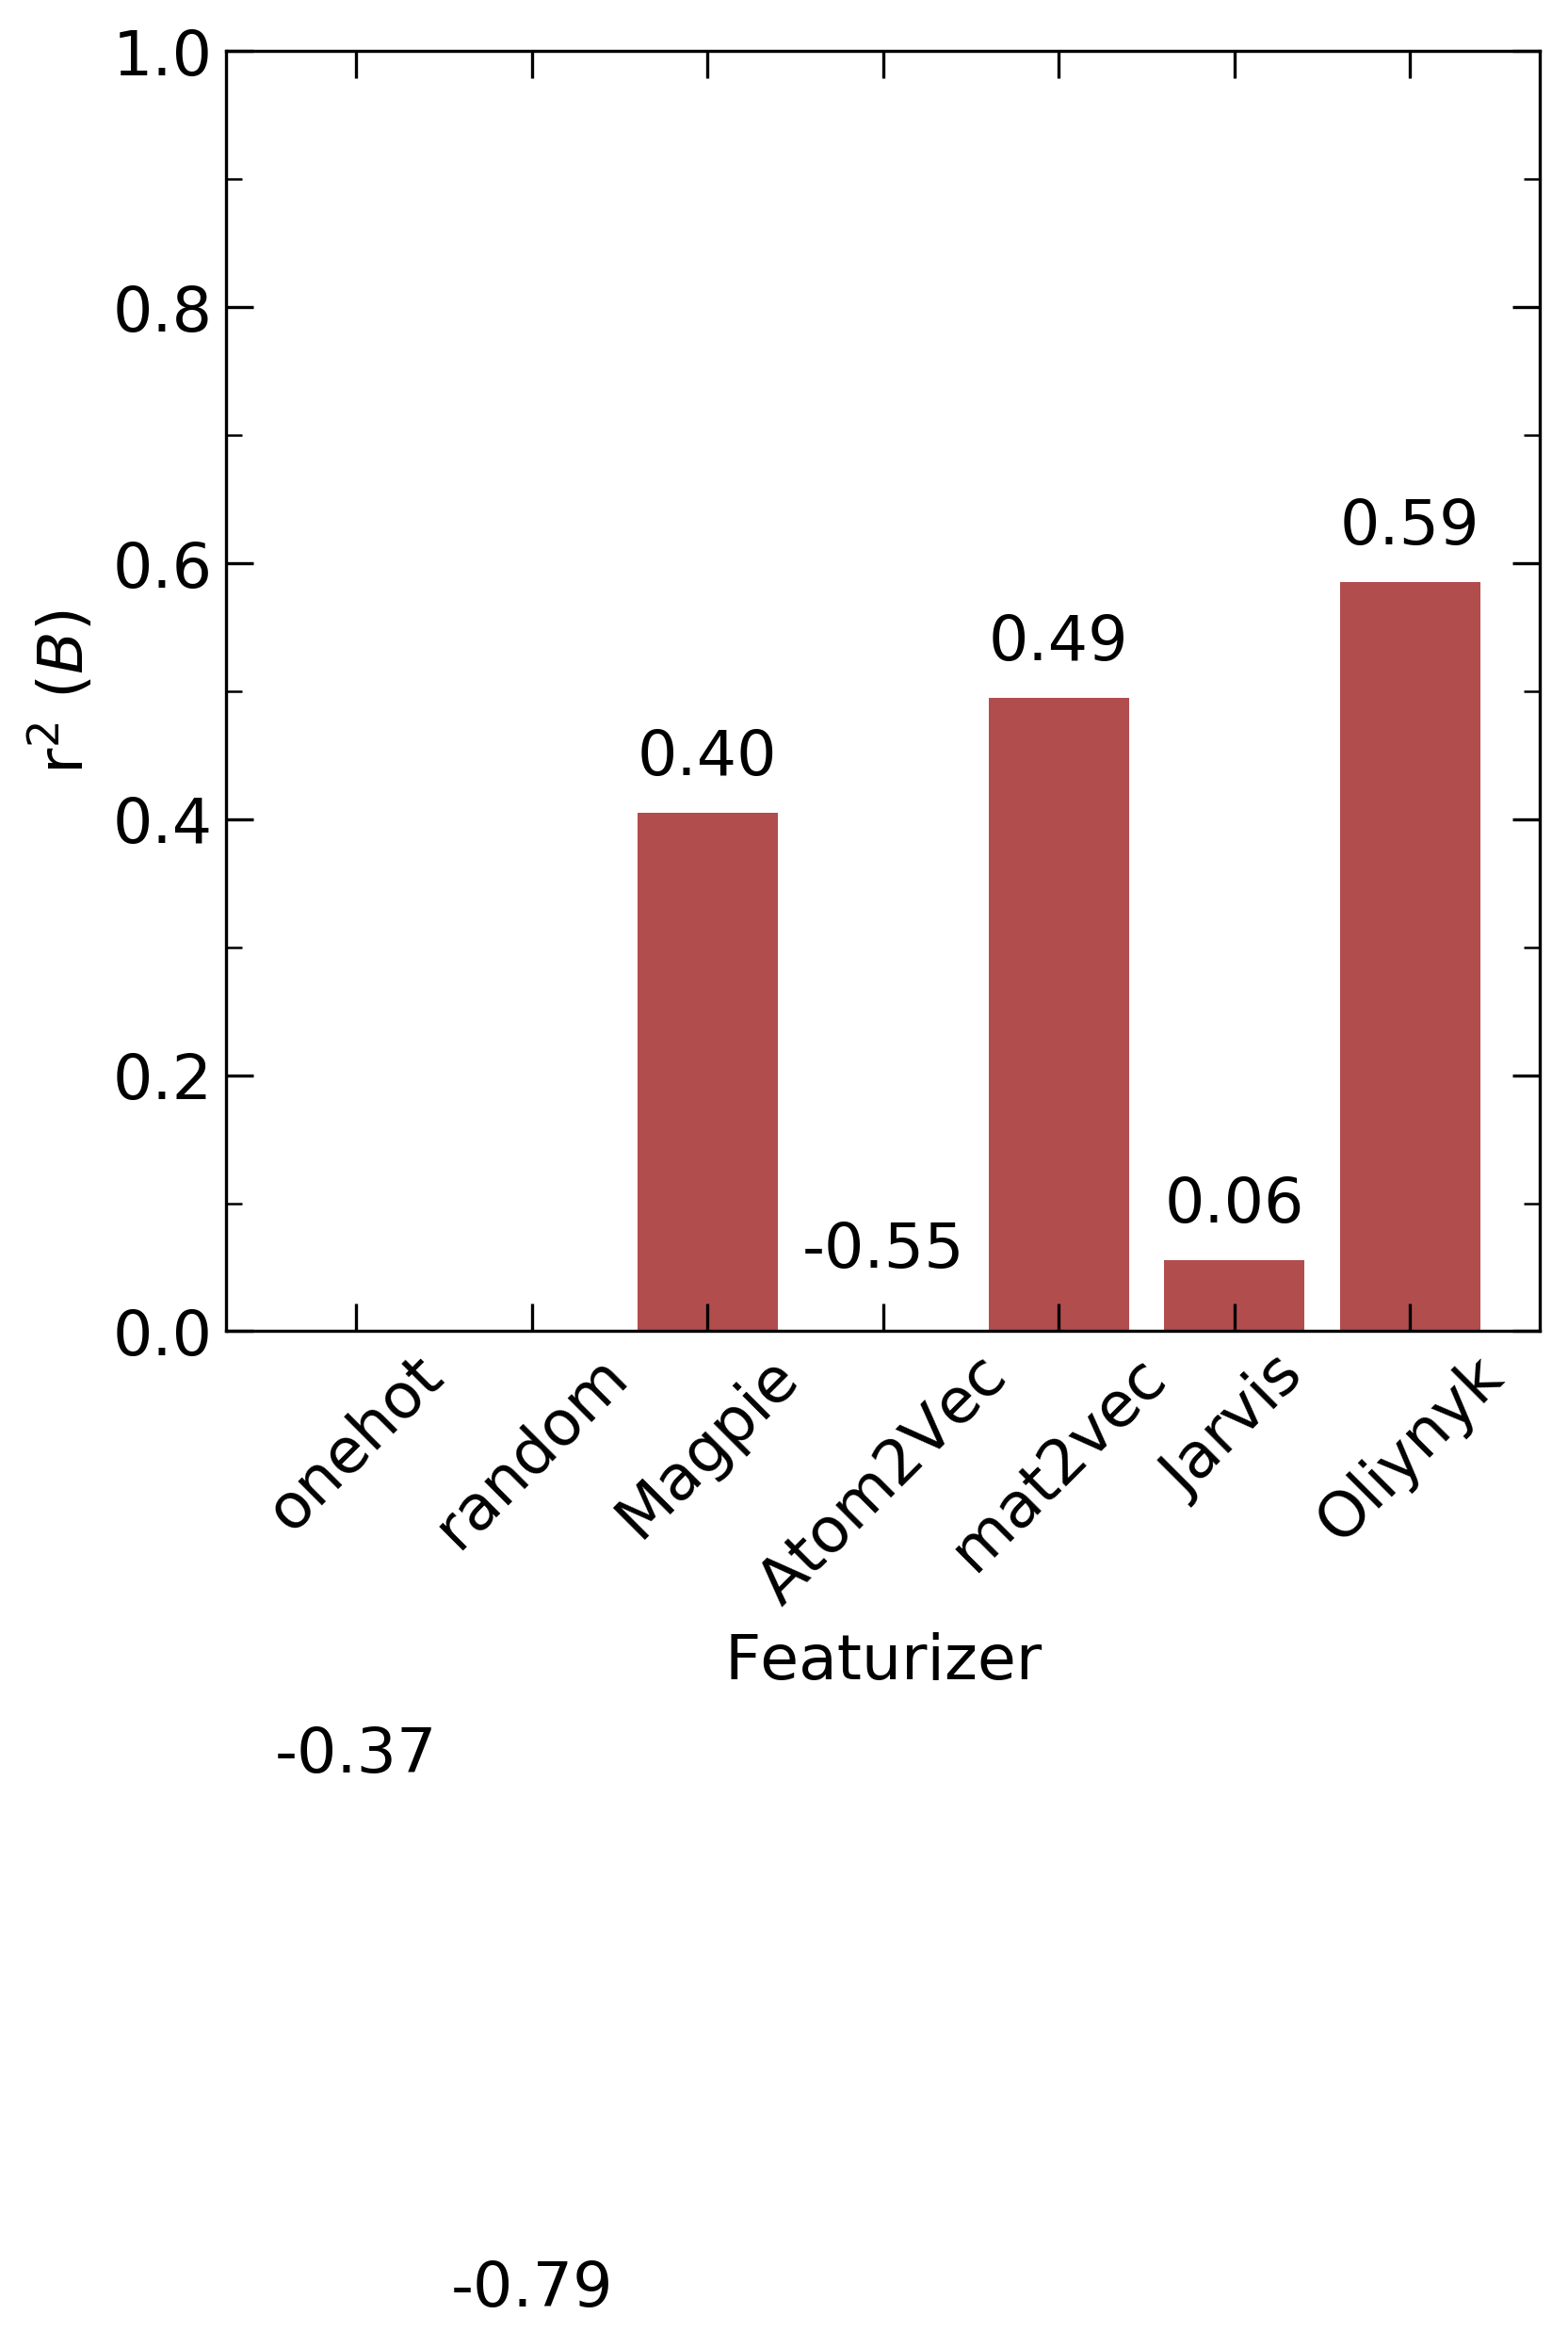 1.0
0.8
0.6
0.4
0.2
0.0
r² (B)
0.40
-0.55
0.49
0.06
0.59
onehot
random
Magpie
Atom2Vec
mat2vec
Jarvis
Oliynyk
Featurizer
-0.37
-0.79